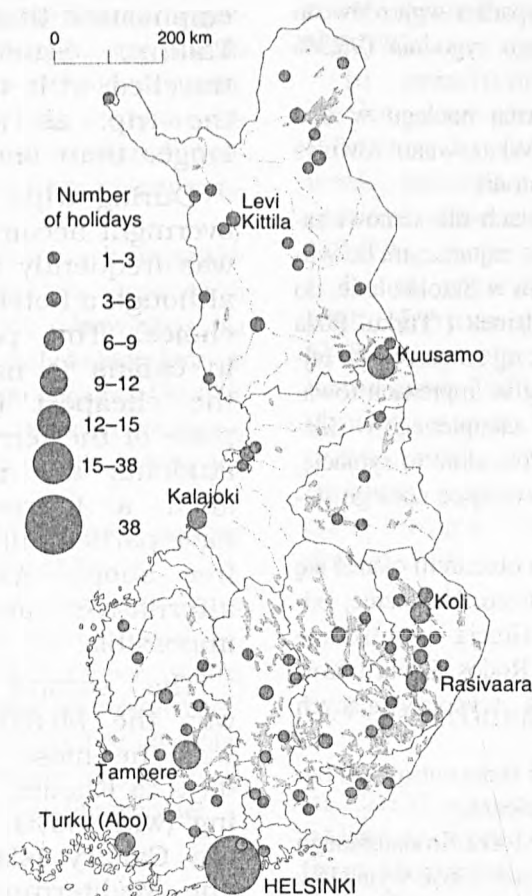 0 200 km
Number
of holidays
1–3
3–6
6–9
9–12
12–15
15–38
38
Levi
Kittila
Kuusamo
Kalajoki
Koli
Rasivaara
Tampere
Turku (Abo)
HELSINKI